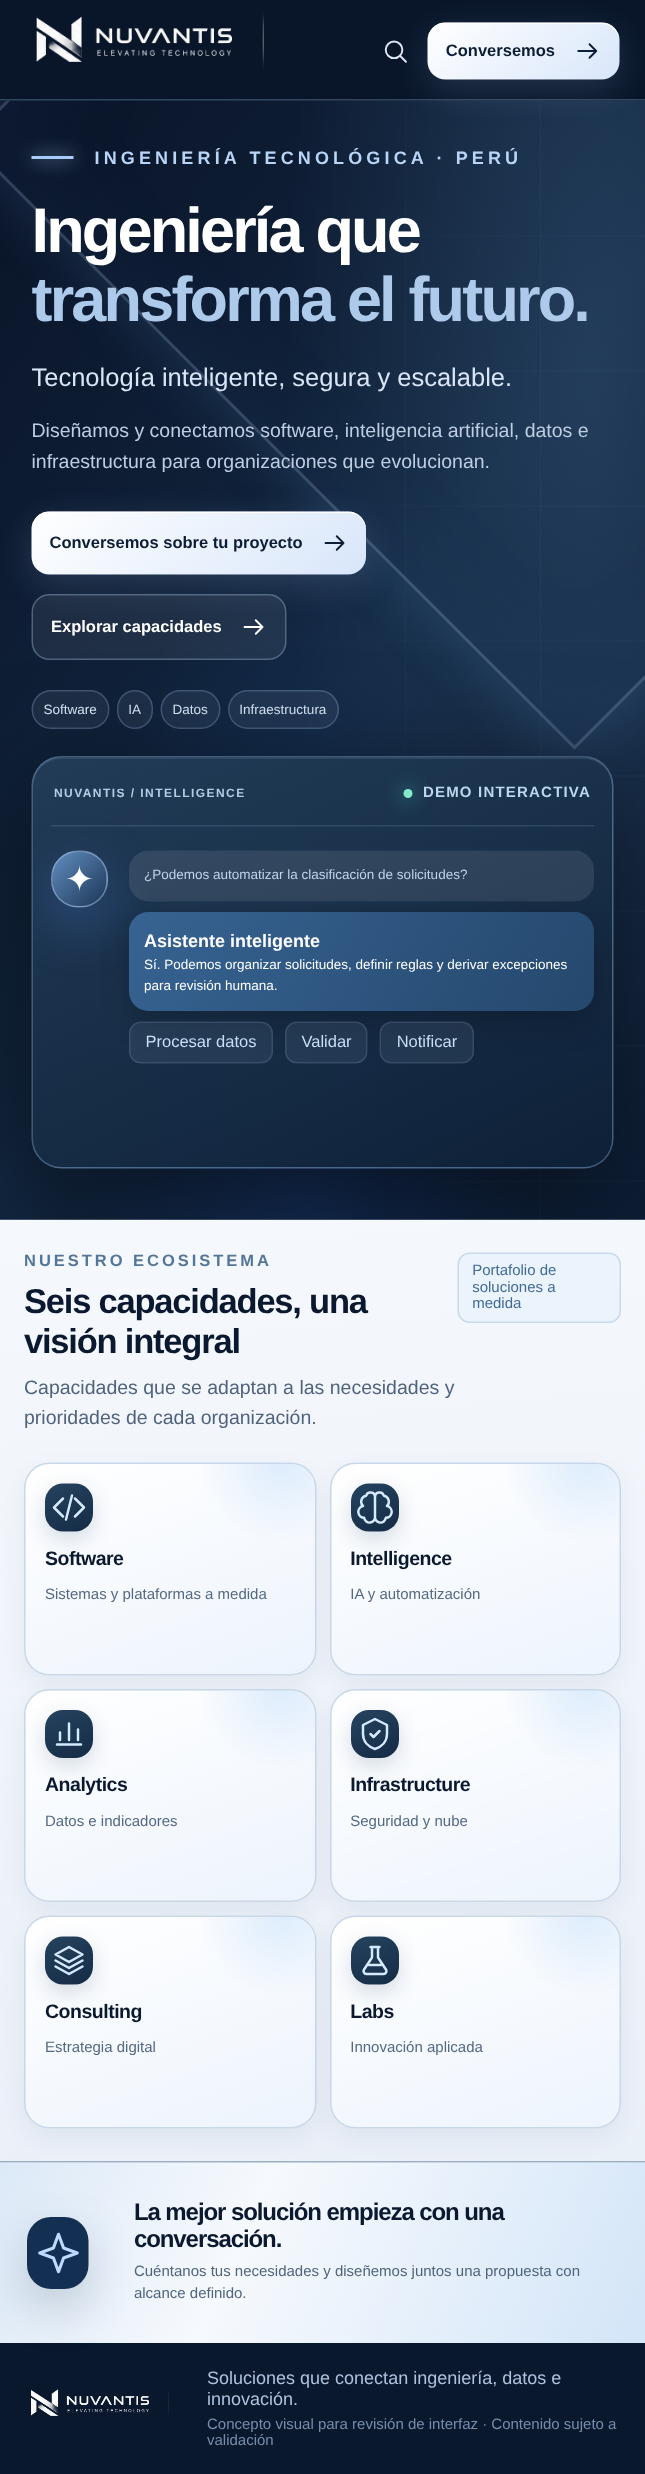 NUVANTIS
ELEVATING TECHNOLOGY
Conversemos
INGENIERÍA TECNOLÓGICA · PERÚ
Ingeniería que
transforma el futuro.
Tecnología inteligente, segura y escalable.
Diseñamos y conectamos software, inteligencia artificial, datos e
infraestructura para organizaciones que evolucionan.
Conversemos sobre tu proyecto
Explorar capacidades
Software
IA
Datos
Infraestructura
NUVANTIS / INTELLIGENCE
DEMO INTERACTIVA
¿Podemos automatizar la clasificación de solicitudes?
Asistente inteligente
Sí. Podemos organizar solicitudes, definir reglas y derivar excepciones
para revisión humana.
Procesar datos
Validar
Notificar
NUESTRO ECOSISTEMA
Seis capacidades, una
visión integral
Capacidades que se adaptan a las necesidades y
prioridades de cada organización.
Portafolio de
soluciones a
medida
Software
Sistemas y plataformas a medida
Intelligence
IA y automatización
Analytics
Datos e indicadores
Infrastructure
Seguridad y nube
Consulting
Estrategia digital
Labs
Innovación aplicada
La mejor solución empieza con una
conversación.
Cuéntanos tus necesidades y diseñemos juntos una propuesta con
alcance definido.
NUVANTIS
ELEVATING TECHNOLOGY
Soluciones que conectan ingeniería, datos e
innovación.
Concepto visual para revisión de interfaz · Contenido sujeto a
validación